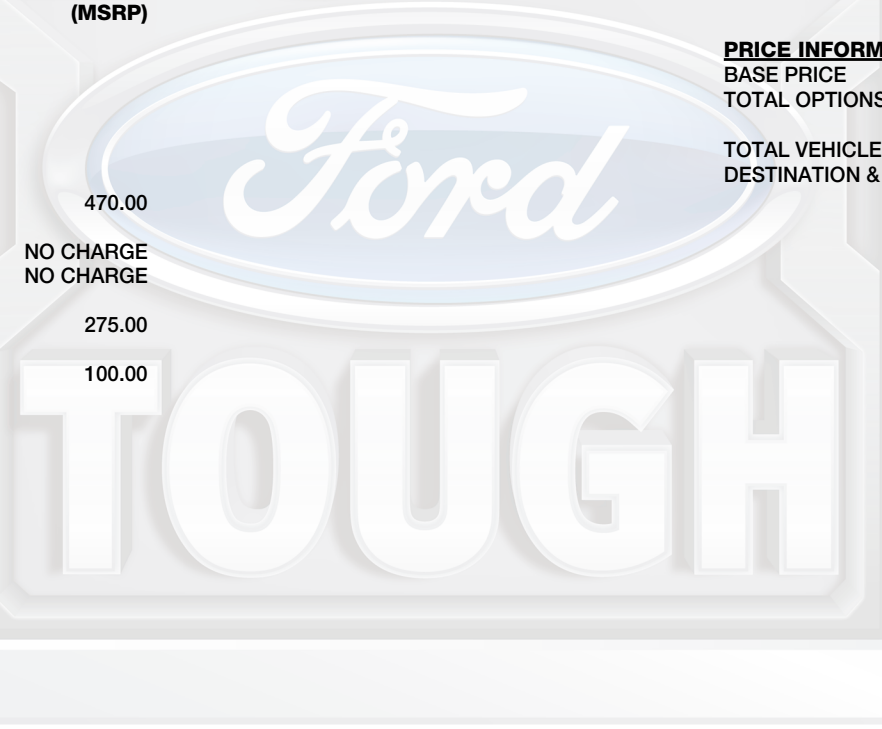 (MSRP)
470.00
NO CHARGE
NO CHARGE
275.00
100.00
PRICE INFORM
BASE PRICE
TOTAL OPTIONS
TOTAL VEHICLE
DESTINATION &
Ford
TOUGH